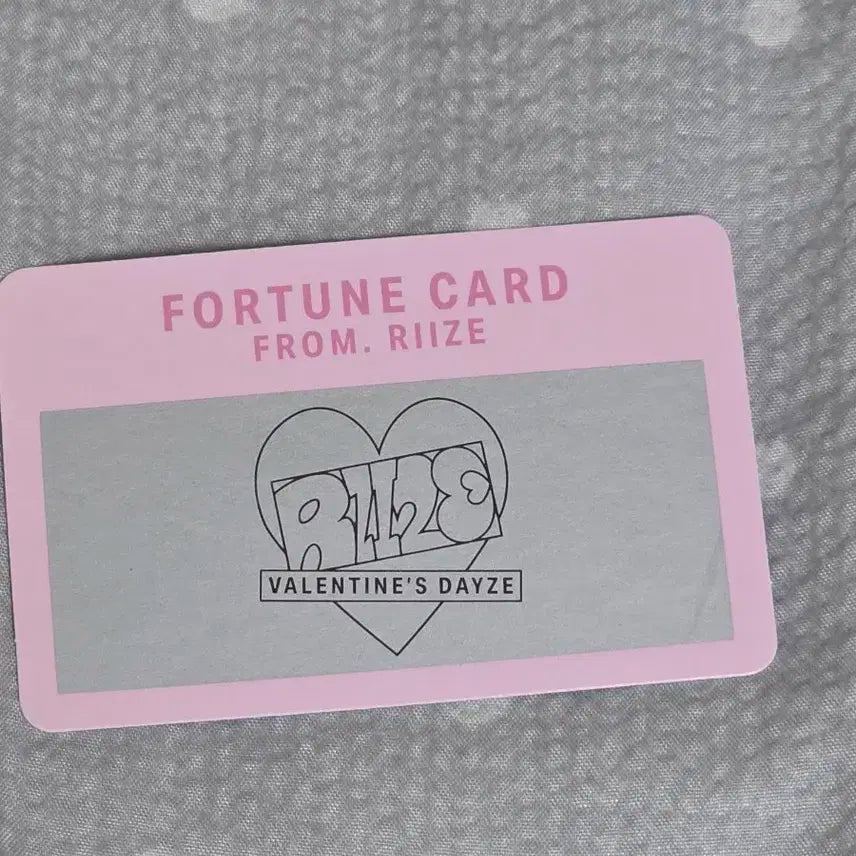 FORTUNE CARD
FROM. RIIZE
RIIZE
VALENTINE'S DAYZE